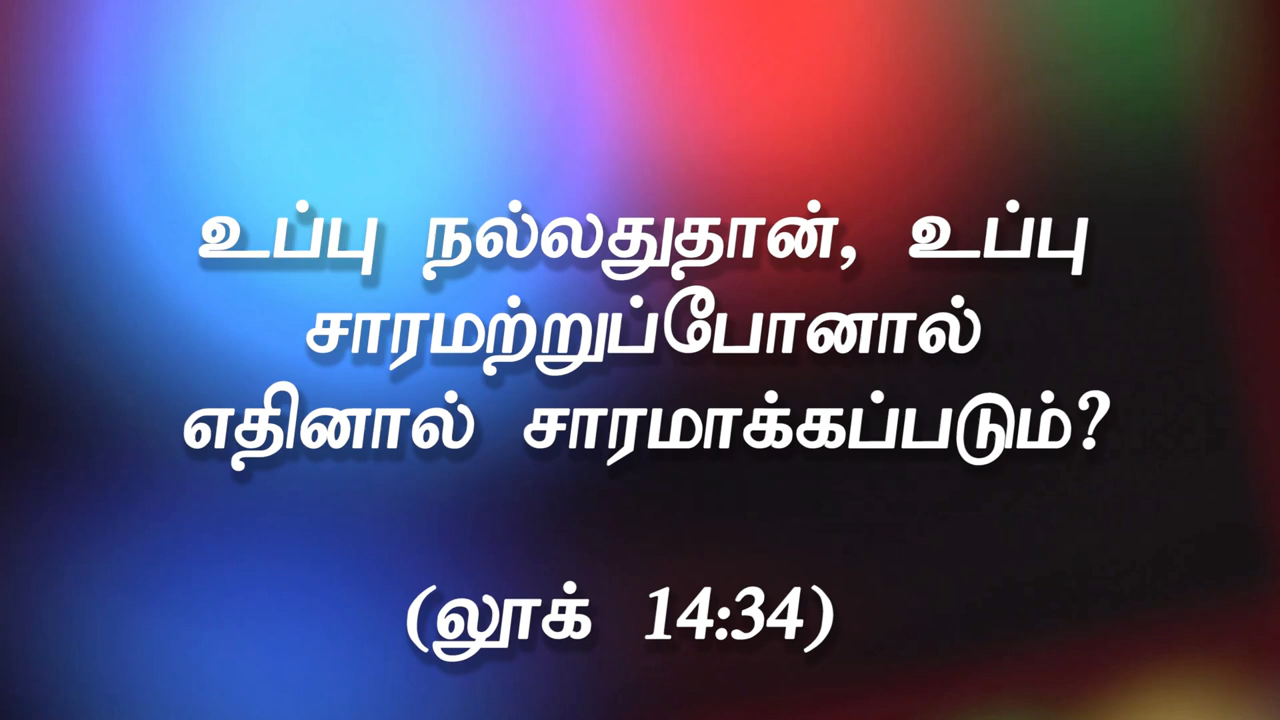 உப்பு நல்லதுதான், உப்பு
சாரமற்றுப்போனால்
எதினால் சாரமாக்கப்படும்?
(லூக் 14:34)